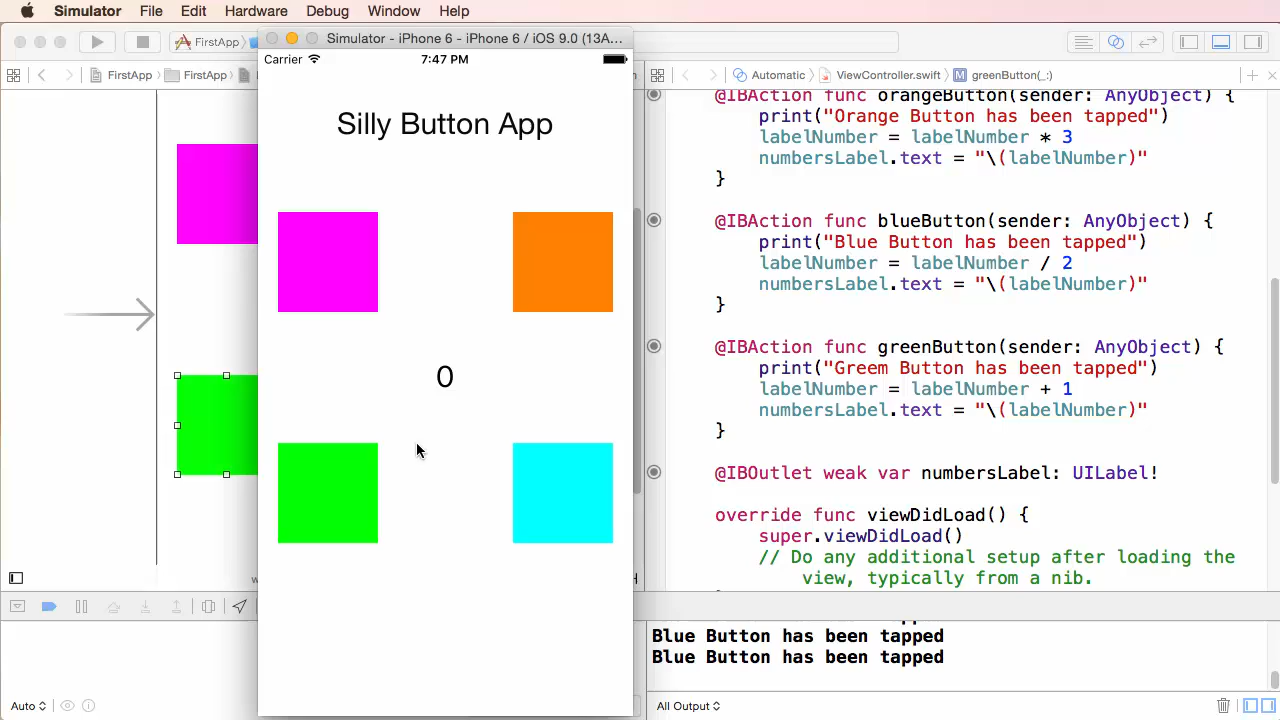 Simulator File Edit Hardware Debug Window Help
Simulator - iPhone 6 - iPhone 6 / iOS 9.0 (13A...
FirstApp
FirstApp FirstApp
Automatic ViewController.swift M greenButton(_:)
Carrier 7:47 PM
Silly Button App
0
@IBAction func orangeButton(sender: AnyObject) {
print("Orange Button has been tapped")
labelNumber = labelNumber * 3
numbersLabel.text = "\(labelNumber)"
}
@IBAction func blueButton(sender: AnyObject) {
print("Blue Button has been tapped")
labelNumber = labelNumber / 2
numbersLabel.text = "\(labelNumber)"
}
@IBAction func greenButton(sender: AnyObject) {
print("Greem Button has been tapped")
labelNumber = labelNumber + 1
numbersLabel.text = "\(labelNumber)"
}
@IBOutlet weak var numbersLabel: UILabel!
override func viewDidLoad() {
super.viewDidLoad()
// Do any additional setup after loading the
view, typically from a nib.
Blue Button has been tapped
Blue Button has been tapped
Auto
All Output